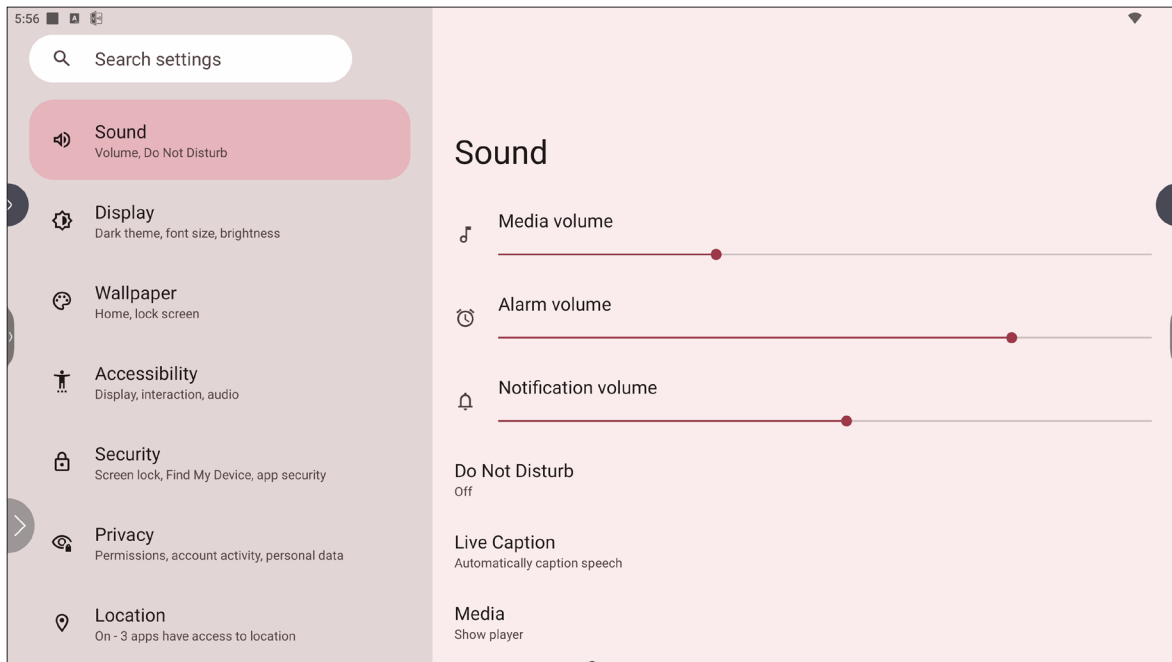 5:56
Search settings
Sound
Volume, Do Not Disturb
Display
Dark theme, font size, brightness
Wallpaper
Home, lock screen
Accessibility
Display, interaction, audio
Security
Screen lock, Find My Device, app security
Privacy
Permissions, account activity, personal data
Location
On - 3 apps have access to location
Sound
Media volume
Alarm volume
Notification volume
Do Not Disturb
Off
Live Caption
Automatically caption speech
Media
Show player